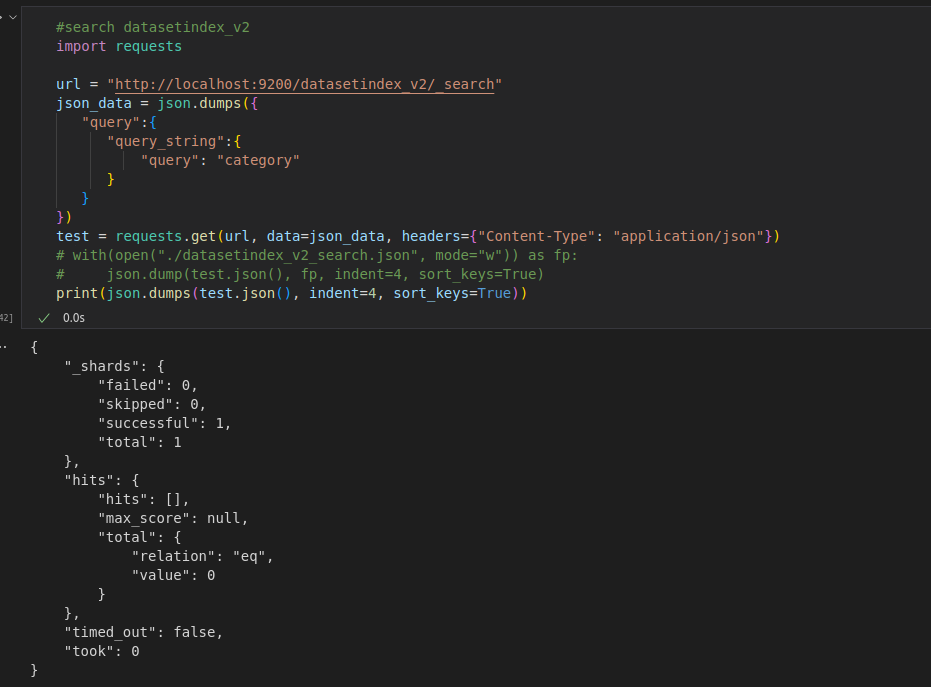 #search datasetindex_v2
import requests
url = "http://localhost:9200/datasetindex_v2/_search"
json_data = json.dumps({
    "query":{
        "query_string":{
            "query": "category"
        }
    }
})
test = requests.get(url, data=json_data, headers={"Content-Type": "application/json"})
# with(open("./datasetindex_v2_search.json", mode="w")) as fp:
#     json.dump(test.json(), fp, indent=4, sort_keys=True)
print(json.dumps(test.json(), indent=4, sort_keys=True))
42]
0.0s
{
    "_shards": {
        "failed": 0,
        "skipped": 0,
        "successful": 1,
        "total": 1
    },
    "hits": {
        "hits": [],
        "max_score": null,
        "total": {
            "relation": "eq",
            "value": 0
        }
    },
    "timed_out": false,
    "took": 0
}